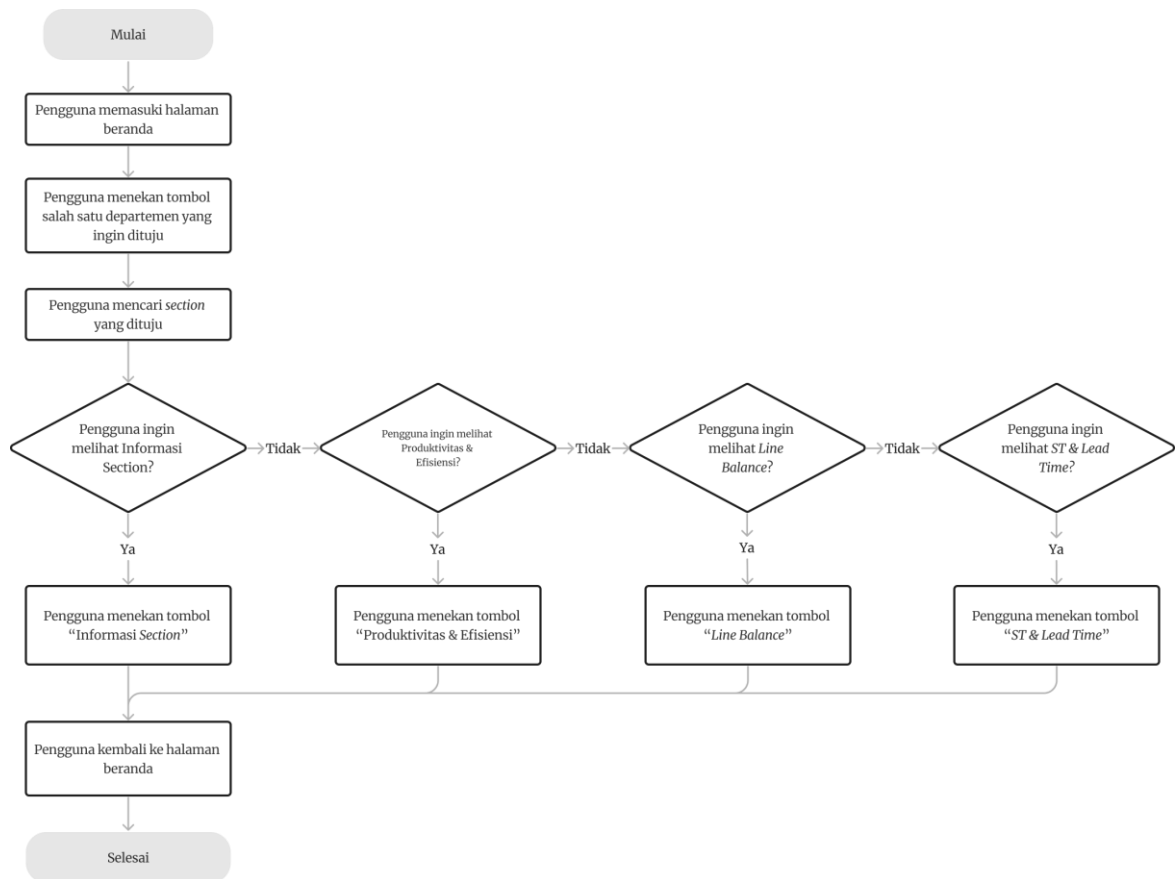 Mulai
Pengguna memasuki halaman
beranda
Pengguna menekan tombol
salah satu departemen yang
ingin dituju
Pengguna mencari section
yang dituju
Pengguna ingin
melihat Informasi
Section?
Tidak
Pengguna ingin melihat
Produktivitas &
Efisiensi?
Tidak
Pengguna ingin
melihat Line
Balance?
Tidak
Pengguna ingin
melihat ST & Lead
Time?
Ya
Ya
Ya
Ya
Pengguna menekan tombol
“Informasi Section”
Pengguna menekan tombol
“Produktivitas & Efisiensi”
Pengguna menekan tombol
“Line Balance”
Pengguna menekan tombol
“ST & Lead Time”
Pengguna kembali ke halaman
beranda
Selesai